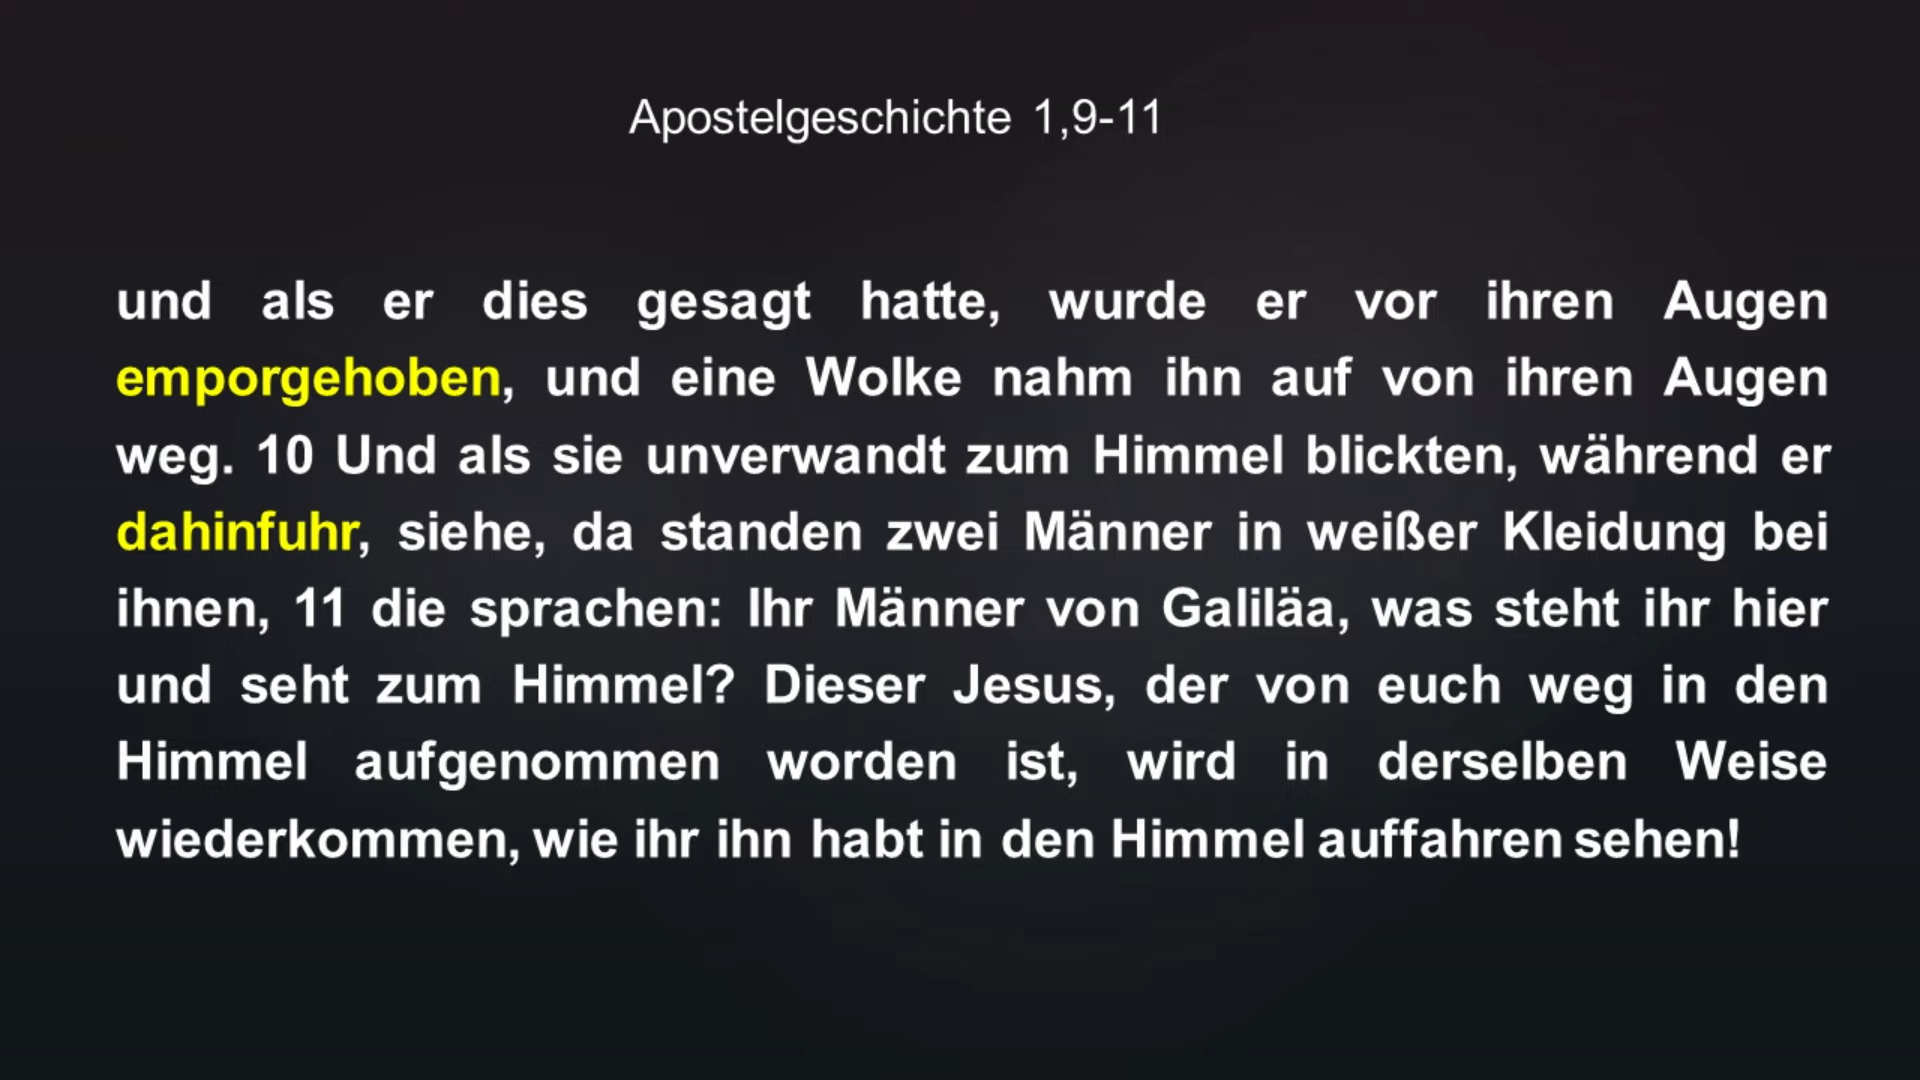 Apostelgeschichte 1,9-11
und als er dies gesagt hatte, wurde er vor ihren Augen
emporgehoben, und eine Wolke nahm ihn auf von ihren Augen
weg. 10 Und als sie unverwandt zum Himmel blickten, während er
dahinfuhr, siehe, da standen zwei Männer in weißer Kleidung bei
ihnen, 11 die sprachen: Ihr Männer von Galiläa, was steht ihr hier
und seht zum Himmel? Dieser Jesus, der von euch weg in den
Himmel aufgenommen worden ist, wird in derselben Weise
wiederkommen, wie ihr ihn habt in den Himmel auffahren sehen!